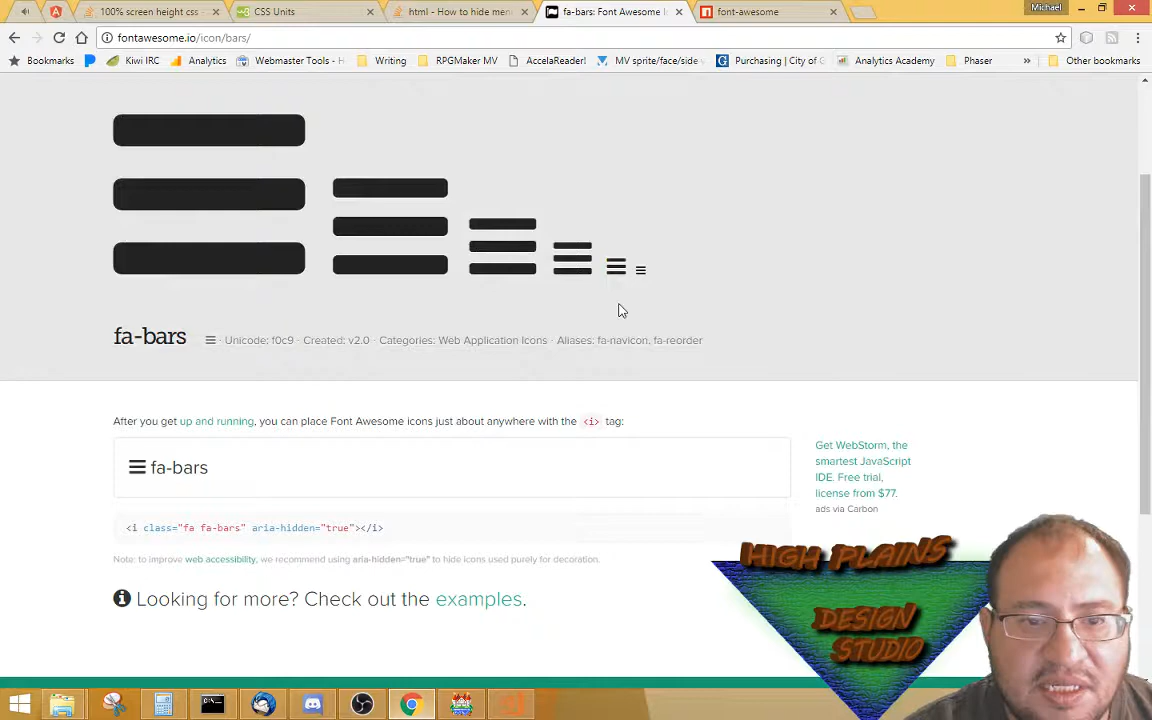 100% screen height css -
CSS Units
html - How to hide men
fa-bars: Font Awesome I
font-awesome
Michael
fontawesome.io/icon/bars/
Bookmarks
Kiwi IRC
Analytics
Webmaster Tools - H
Writing
RPGMaker MV
AccelaReader!
MV sprite/face/side
Purchasing | City of G
Analytics Academy
Phaser
»
Other bookmarks
fa-bars
· Unicode: f0c9 · Created: v2.0 · Categories: Web Application Icons · Aliases: fa-navicon, fa-reorder
After you get up and running, you can place Font Awesome icons just about anywhere with the <i> tag:
fa-bars
<i class="fa fa-bars" aria-hidden="true"></i>
Note: to improve web accessibility, we recommend using aria-hidden="true" to hide icons used purely for decoration.
Get WebStorm, the
smartest JavaScript
IDE. Free trial,
license from $77.
ads via Carbon
Looking for more? Check out the examples.
HIGH PLAINS
DESIGN
STUDIO